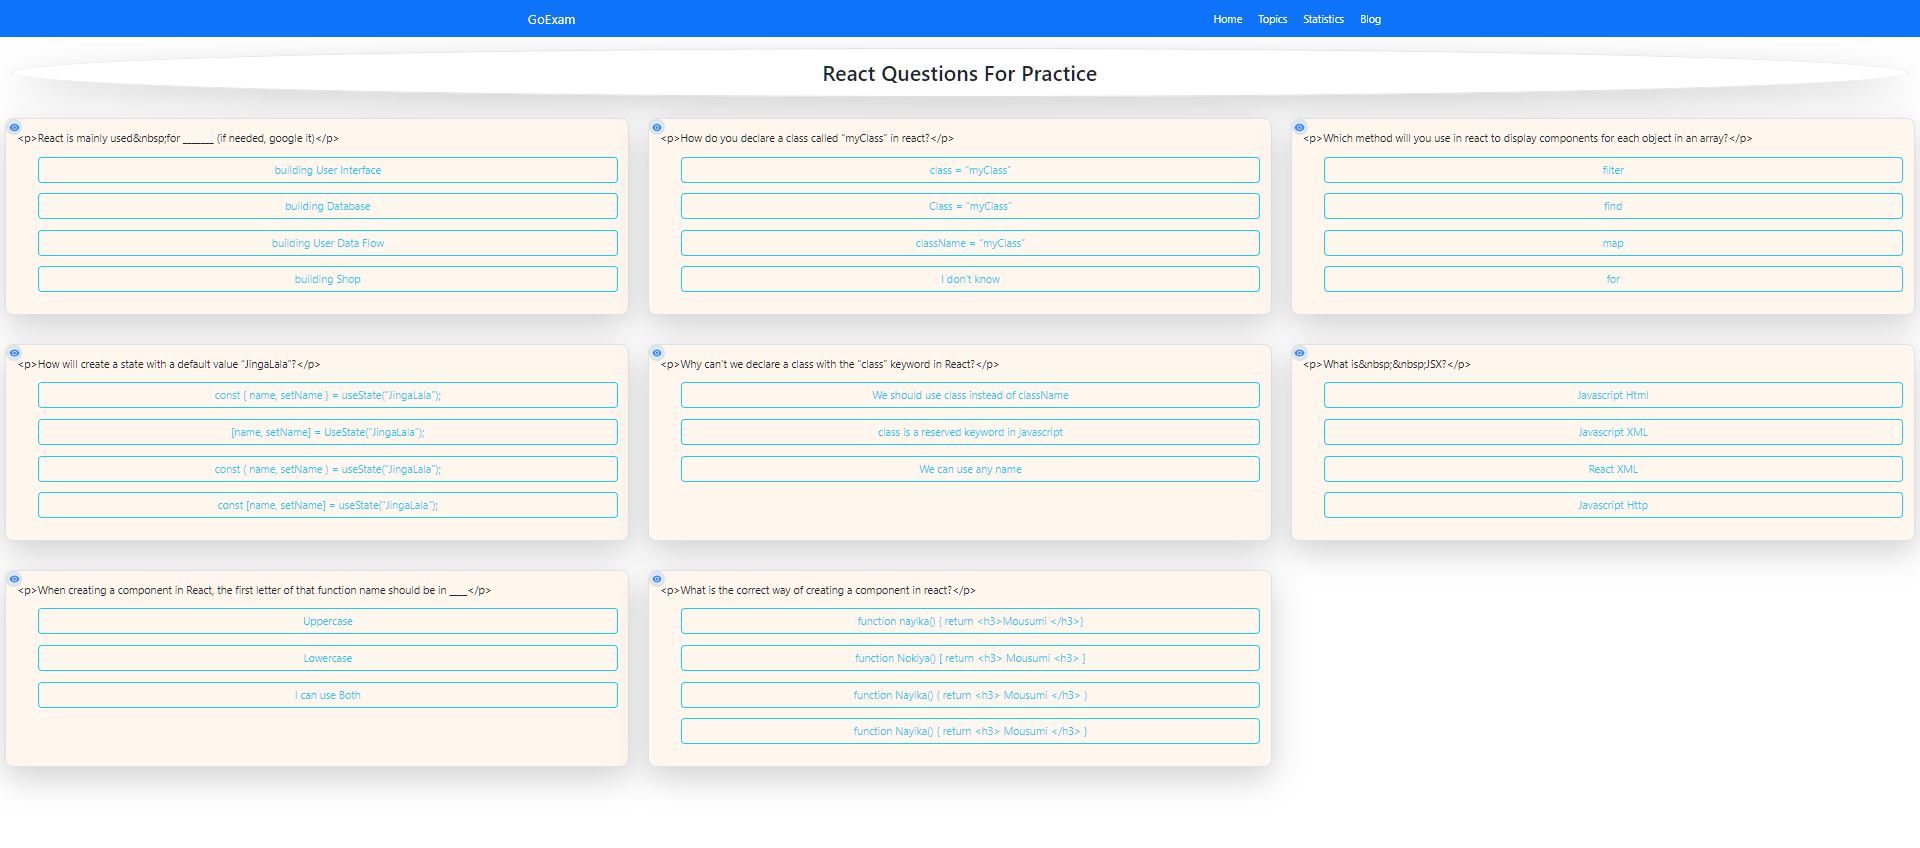 GoExam
Home Topics Statistics Blog
React Questions For Practice
<p>React is mainly used&nbsp;for ______ (if needed, google it)</p>
building User Interface
building Database
building User Data Flow
building Shop
<p>How do you declare a class called “myClass” in react?</p>
class = “myClass”
Class = “myClass”
className = “myClass”
I don’t know
<p>Which method will you use in react to display components for each object in an array?</p>
filter
find
map
for
<p>How will create a state with a default value “JingaLala”?</p>
const { name, setName } = useState(“JingaLala”);
[name, setName] = UseState(“JingaLala”);
const ( name, setName ) = useState(“JingaLala”);
const [name, setName] = useState(“JingaLala”);
<p>Why can’t we declare a class with the “class” keyword in React?</p>
We should use class instead of className
class is a reserved keyword in javascript
We can use any name
<p>What is&nbsp;&nbsp;JSX?</p>
Javascript Html
Javascript XML
React XML
Javascript Http
<p>When creating a component in React, the first letter of that function name should be in ____</p>
Uppercase
Lowercase
I can use Both
<p>What is the correct way of creating a component in react?</p>
function nayika() { return <h3>Mousumi </h3>}
function Nokiya() [ return <h3> Mousumi <h3> ]
function Nayika() ( return <h3> Mousumi </h3> )
function Nayika() { return <h3> Mousumi </h3> }